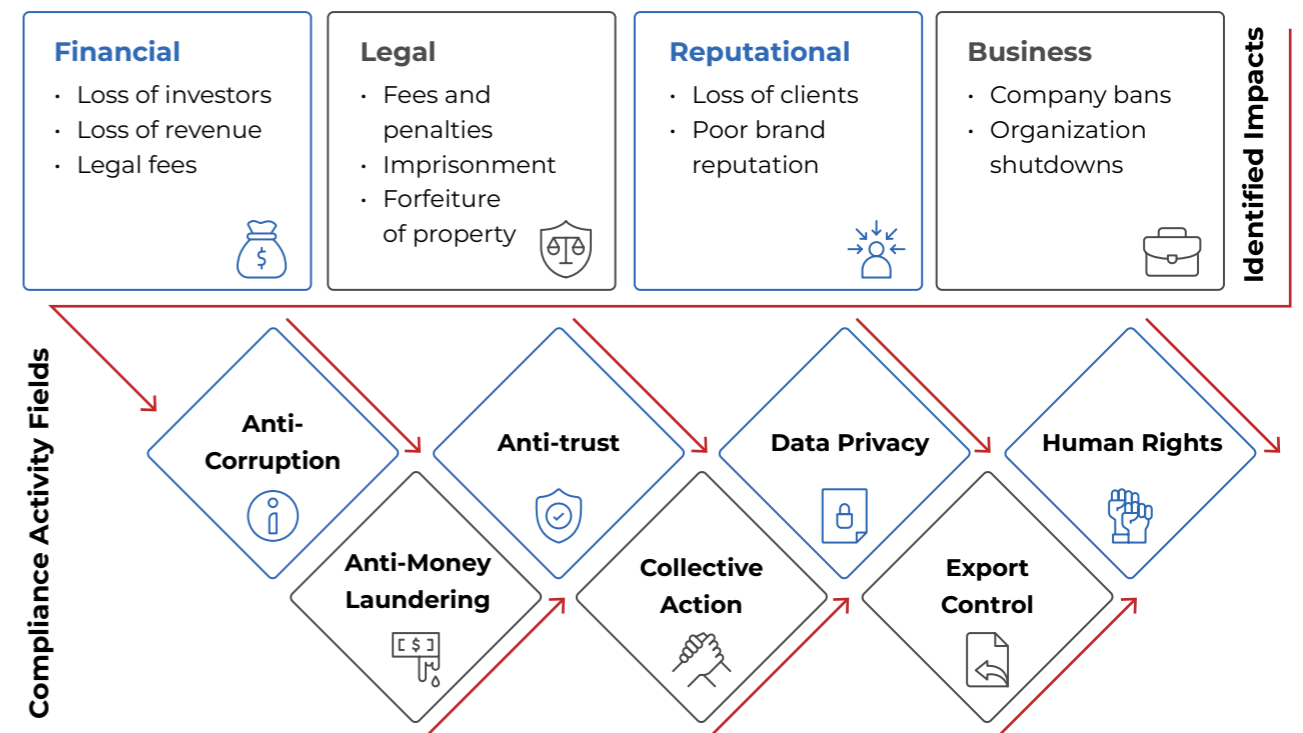 Financial
· Loss of investors
· Loss of revenue
· Legal fees
$
Legal
· Fees and
penalties
· Imprisonment
· Forfeiture
of property
Reputational
· Loss of clients
· Poor brand
reputation
Business
· Company bans
· Organization
shutdowns
Identified Impacts
Compliance Activity Fields
Anti-
Corruption
i
Anti-Money
Laundering
[$]
Anti-trust
Collective
Action
Data Privacy
Export
Control
Human Rights